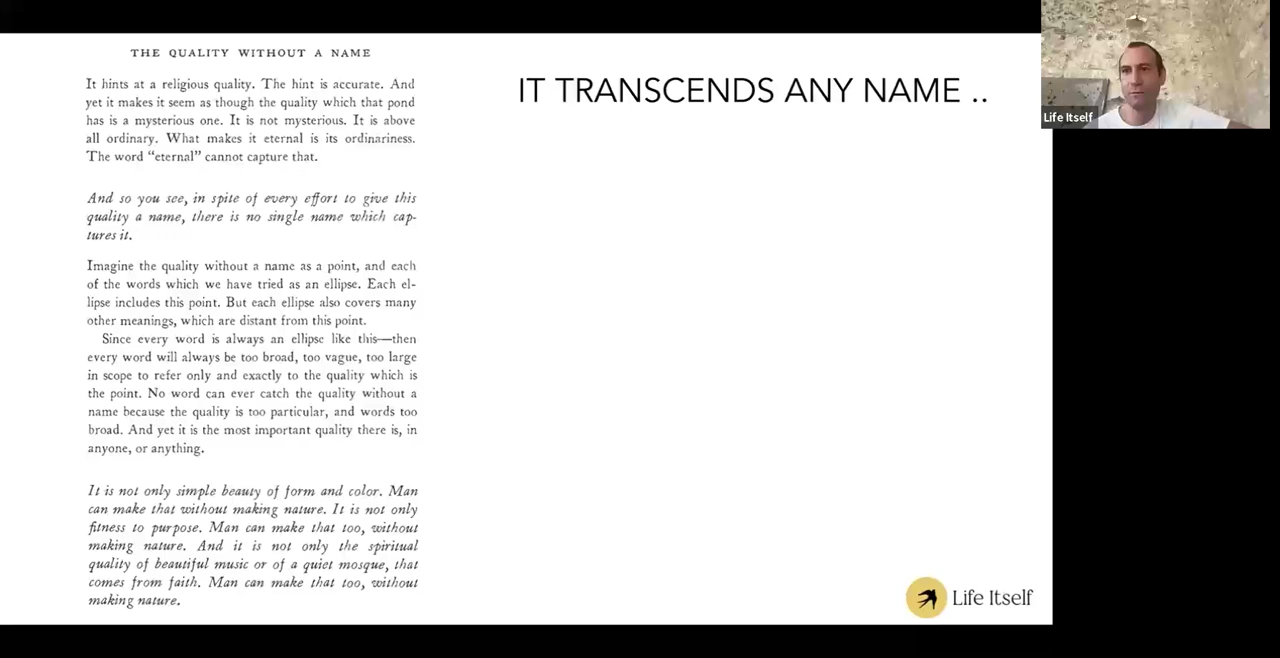 THE QUALITY WITHOUT A NAME
It hints at a religious quality. The hint is accurate. And
yet it makes it seem as though the quality which that pond
has is a mysterious one. It is not mysterious. It is above
all ordinary. What makes it eternal is its ordinariness.
The word “eternal” cannot capture that.
And so you see, in spite of every effort to give this
quality a name, there is no single name which cap-
tures it.
Imagine the quality without a name as a point, and each
of the words which we have tried as an ellipse. Each el-
lipse includes this point. But each ellipse also covers many
other meanings, which are distant from this point.
Since every word is always an ellipse like this—then
every word will always be too broad, too vague, too large
in scope to refer only and exactly to the quality which is
the point. No word can ever catch the quality without a
name because the quality is too particular, and words too
broad. And yet it is the most important quality there is, in
anyone, or anything.
It is not only simple beauty of form and color. Man
can make that without making nature. It is not only
fitness to purpose. Man can make that too, without
making nature. And it is not only the spiritual
quality of beautiful music or of a quiet mosque, that
comes from faith. Man can make that too, without
making nature.
IT TRANSCENDS ANY NAME ..
Life Itself
Life Itself